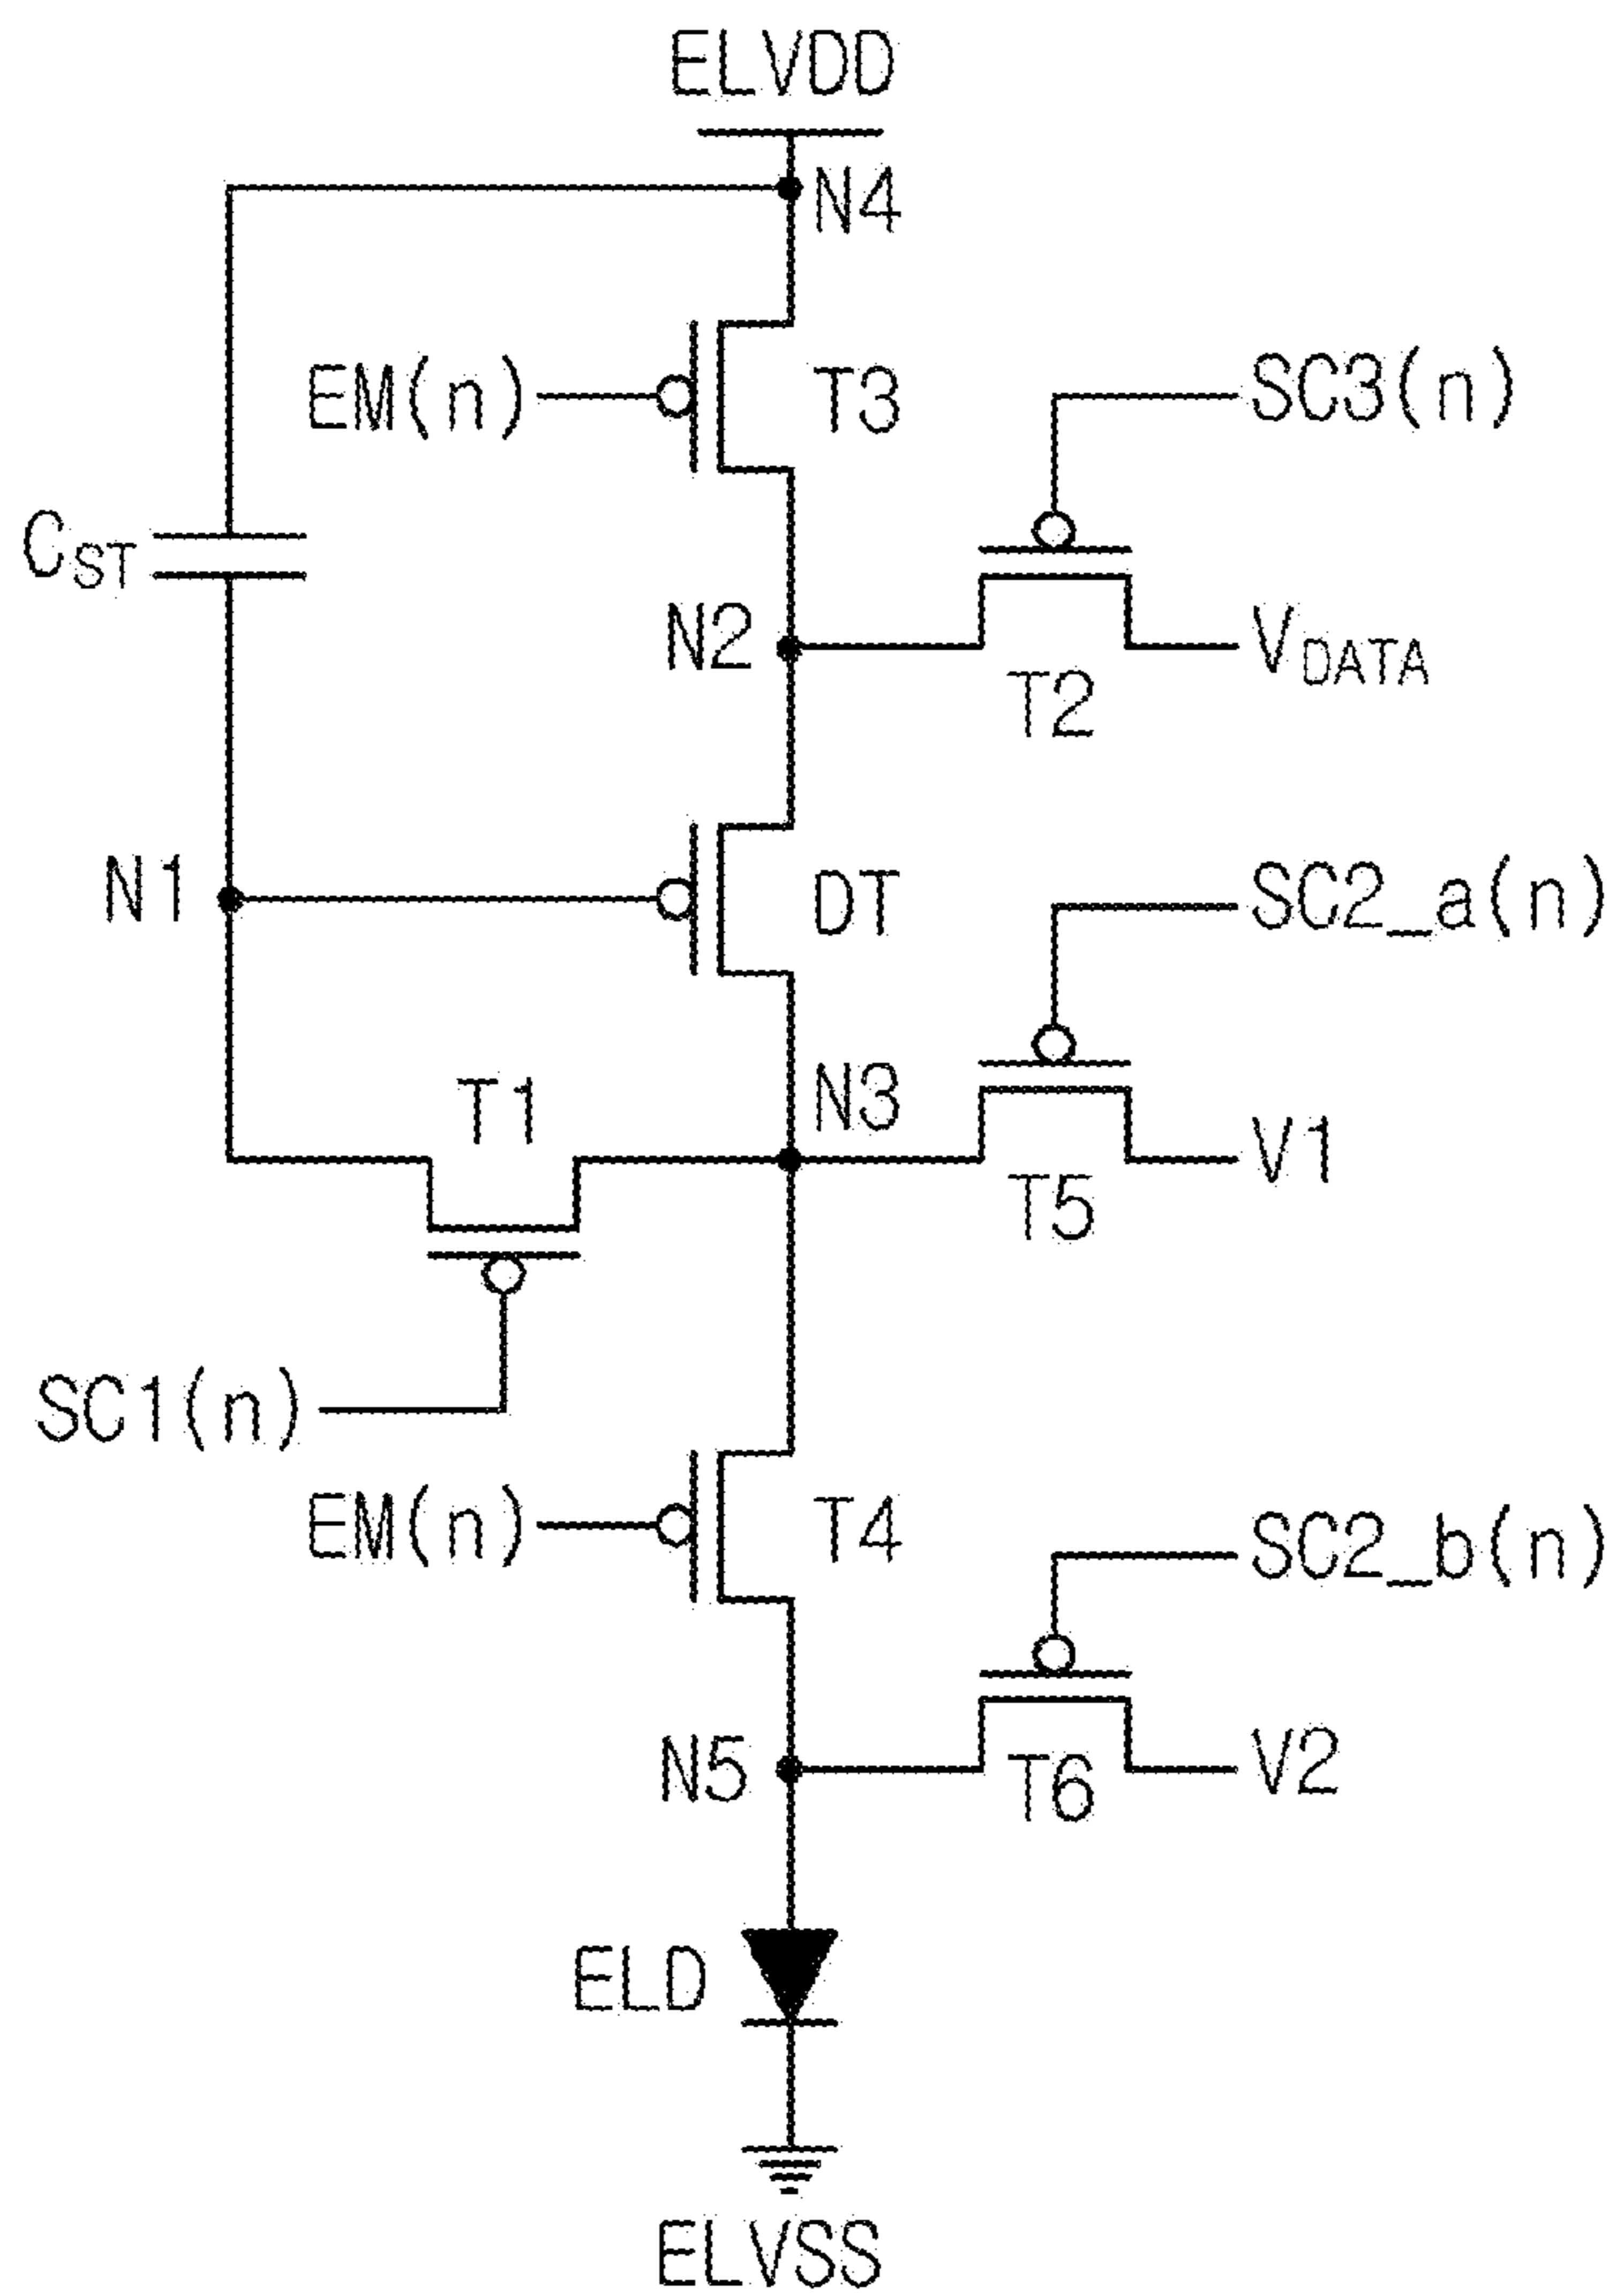 ELVDD
N4
EM(n)
T3
SC3(n)
CST
N2
T2
VDATA
N1
DT
SC2_a(n)
T1
N3
T5
V1
SC1(n)
EM(n)
T4
SC2_b(n)
N5
T6
V2
ELD
ELVSS